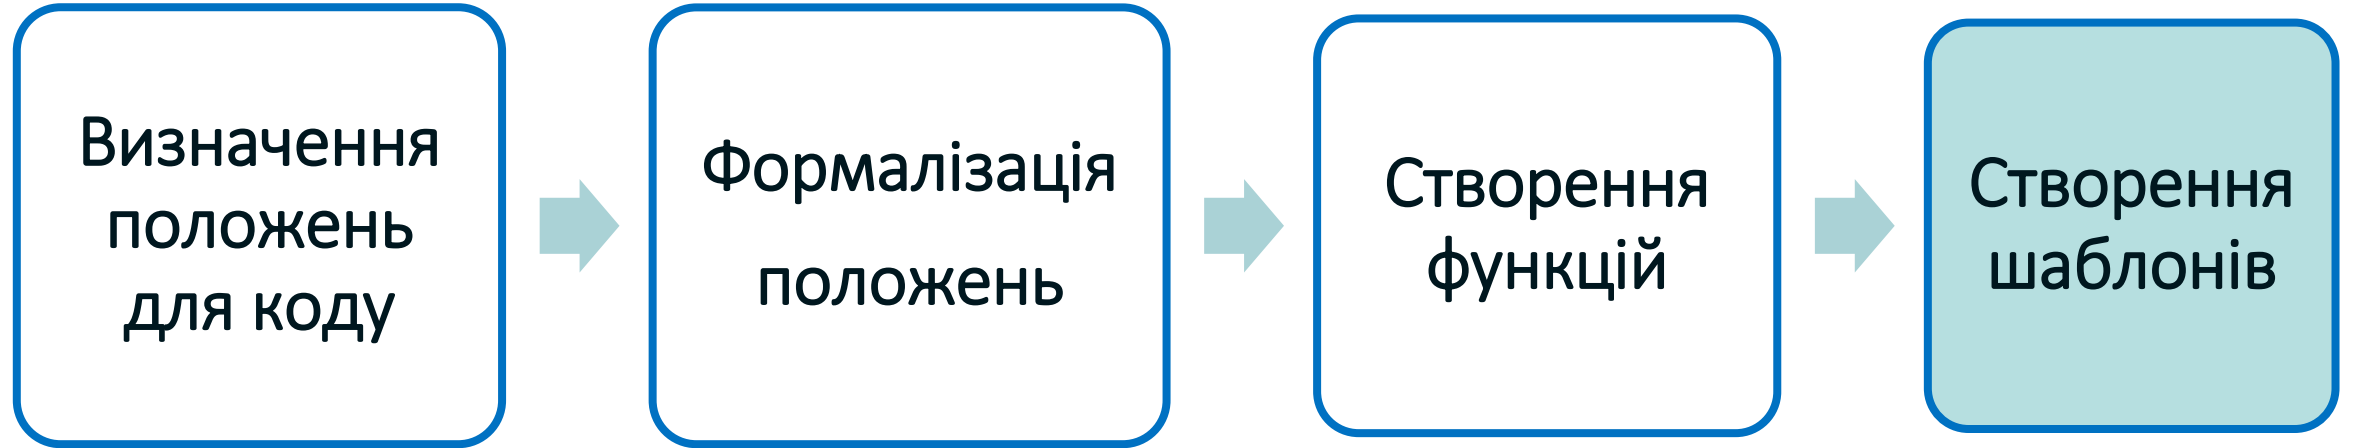 Визначення
положень
для коду
Формалізація
положень
Створення
функцій
Створення
шаблонів